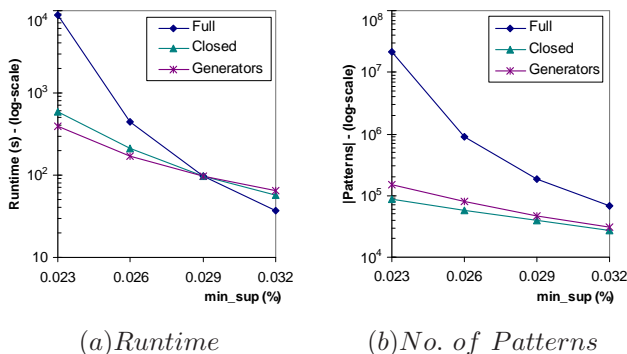 Runtime (s) - (log-scale)
10^4
10^3
10^2
10
0.023 0.026 0.029 0.032
min_sup (%)
Full
Closed
Generators
(a)Runtime
|Patterns| - (log-scale)
10^8
10^7
10^6
10^5
10^4
0.023 0.026 0.029 0.032
min_sup (%)
Full
Closed
Generators
(b)No. of Patterns